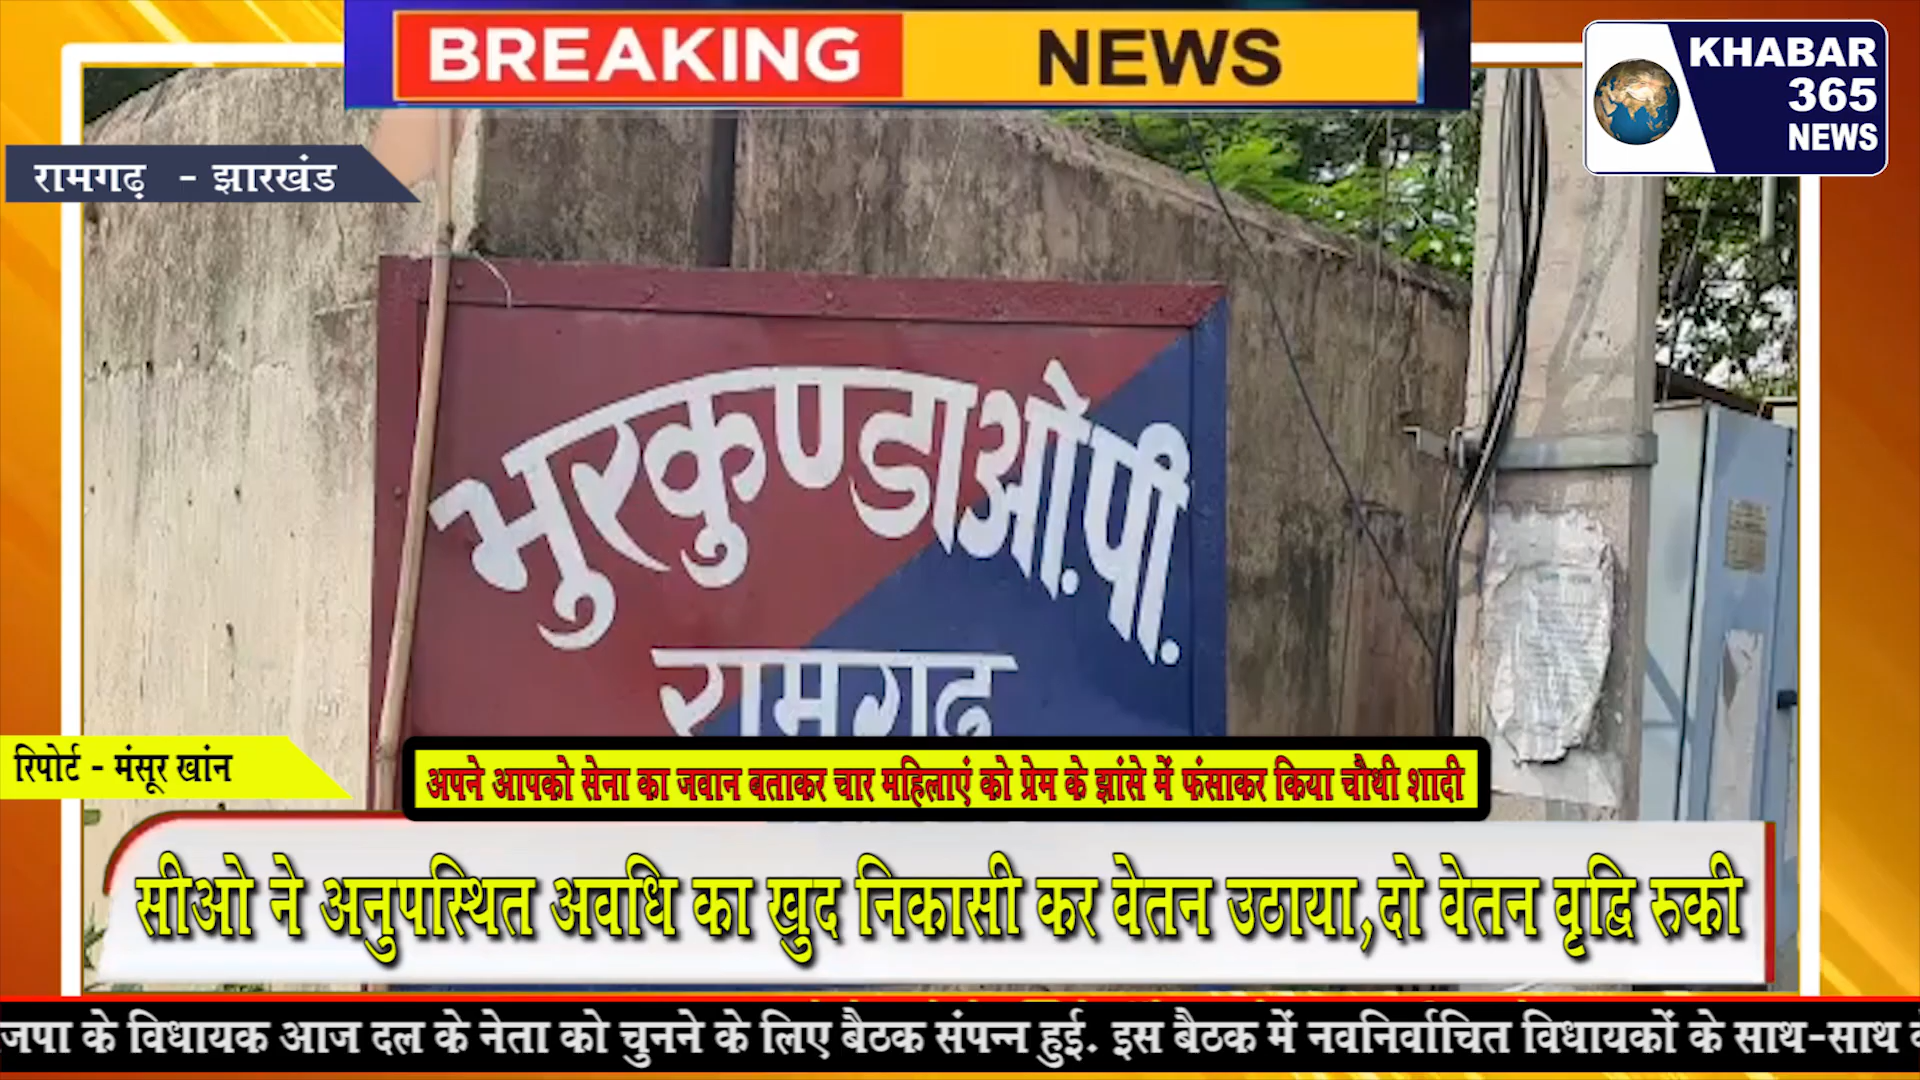 BREAKING NEWS
KHABAR
365
NEWS
रामगढ़ - झारखंड
भुरकुण्डा ओ.पी.
रामगढ़
रिपोर्ट - मंसूर खांन
अपने आपको सेना का जवान बताकर चार महिलाएं को प्रेम के झांसे में फंसाकर किया चौथी शादी
सीओ ने अनुपस्थित अवधि का खुद निकासी कर वेतन उठाया,दो वेतन वृद्वि रुकी
जपा के विधायक आज दल के नेता को चुनने के लिए बैठक संपन्न हुई. इस बैठक में नवनिर्वाचित विधायकों के साथ-साथ